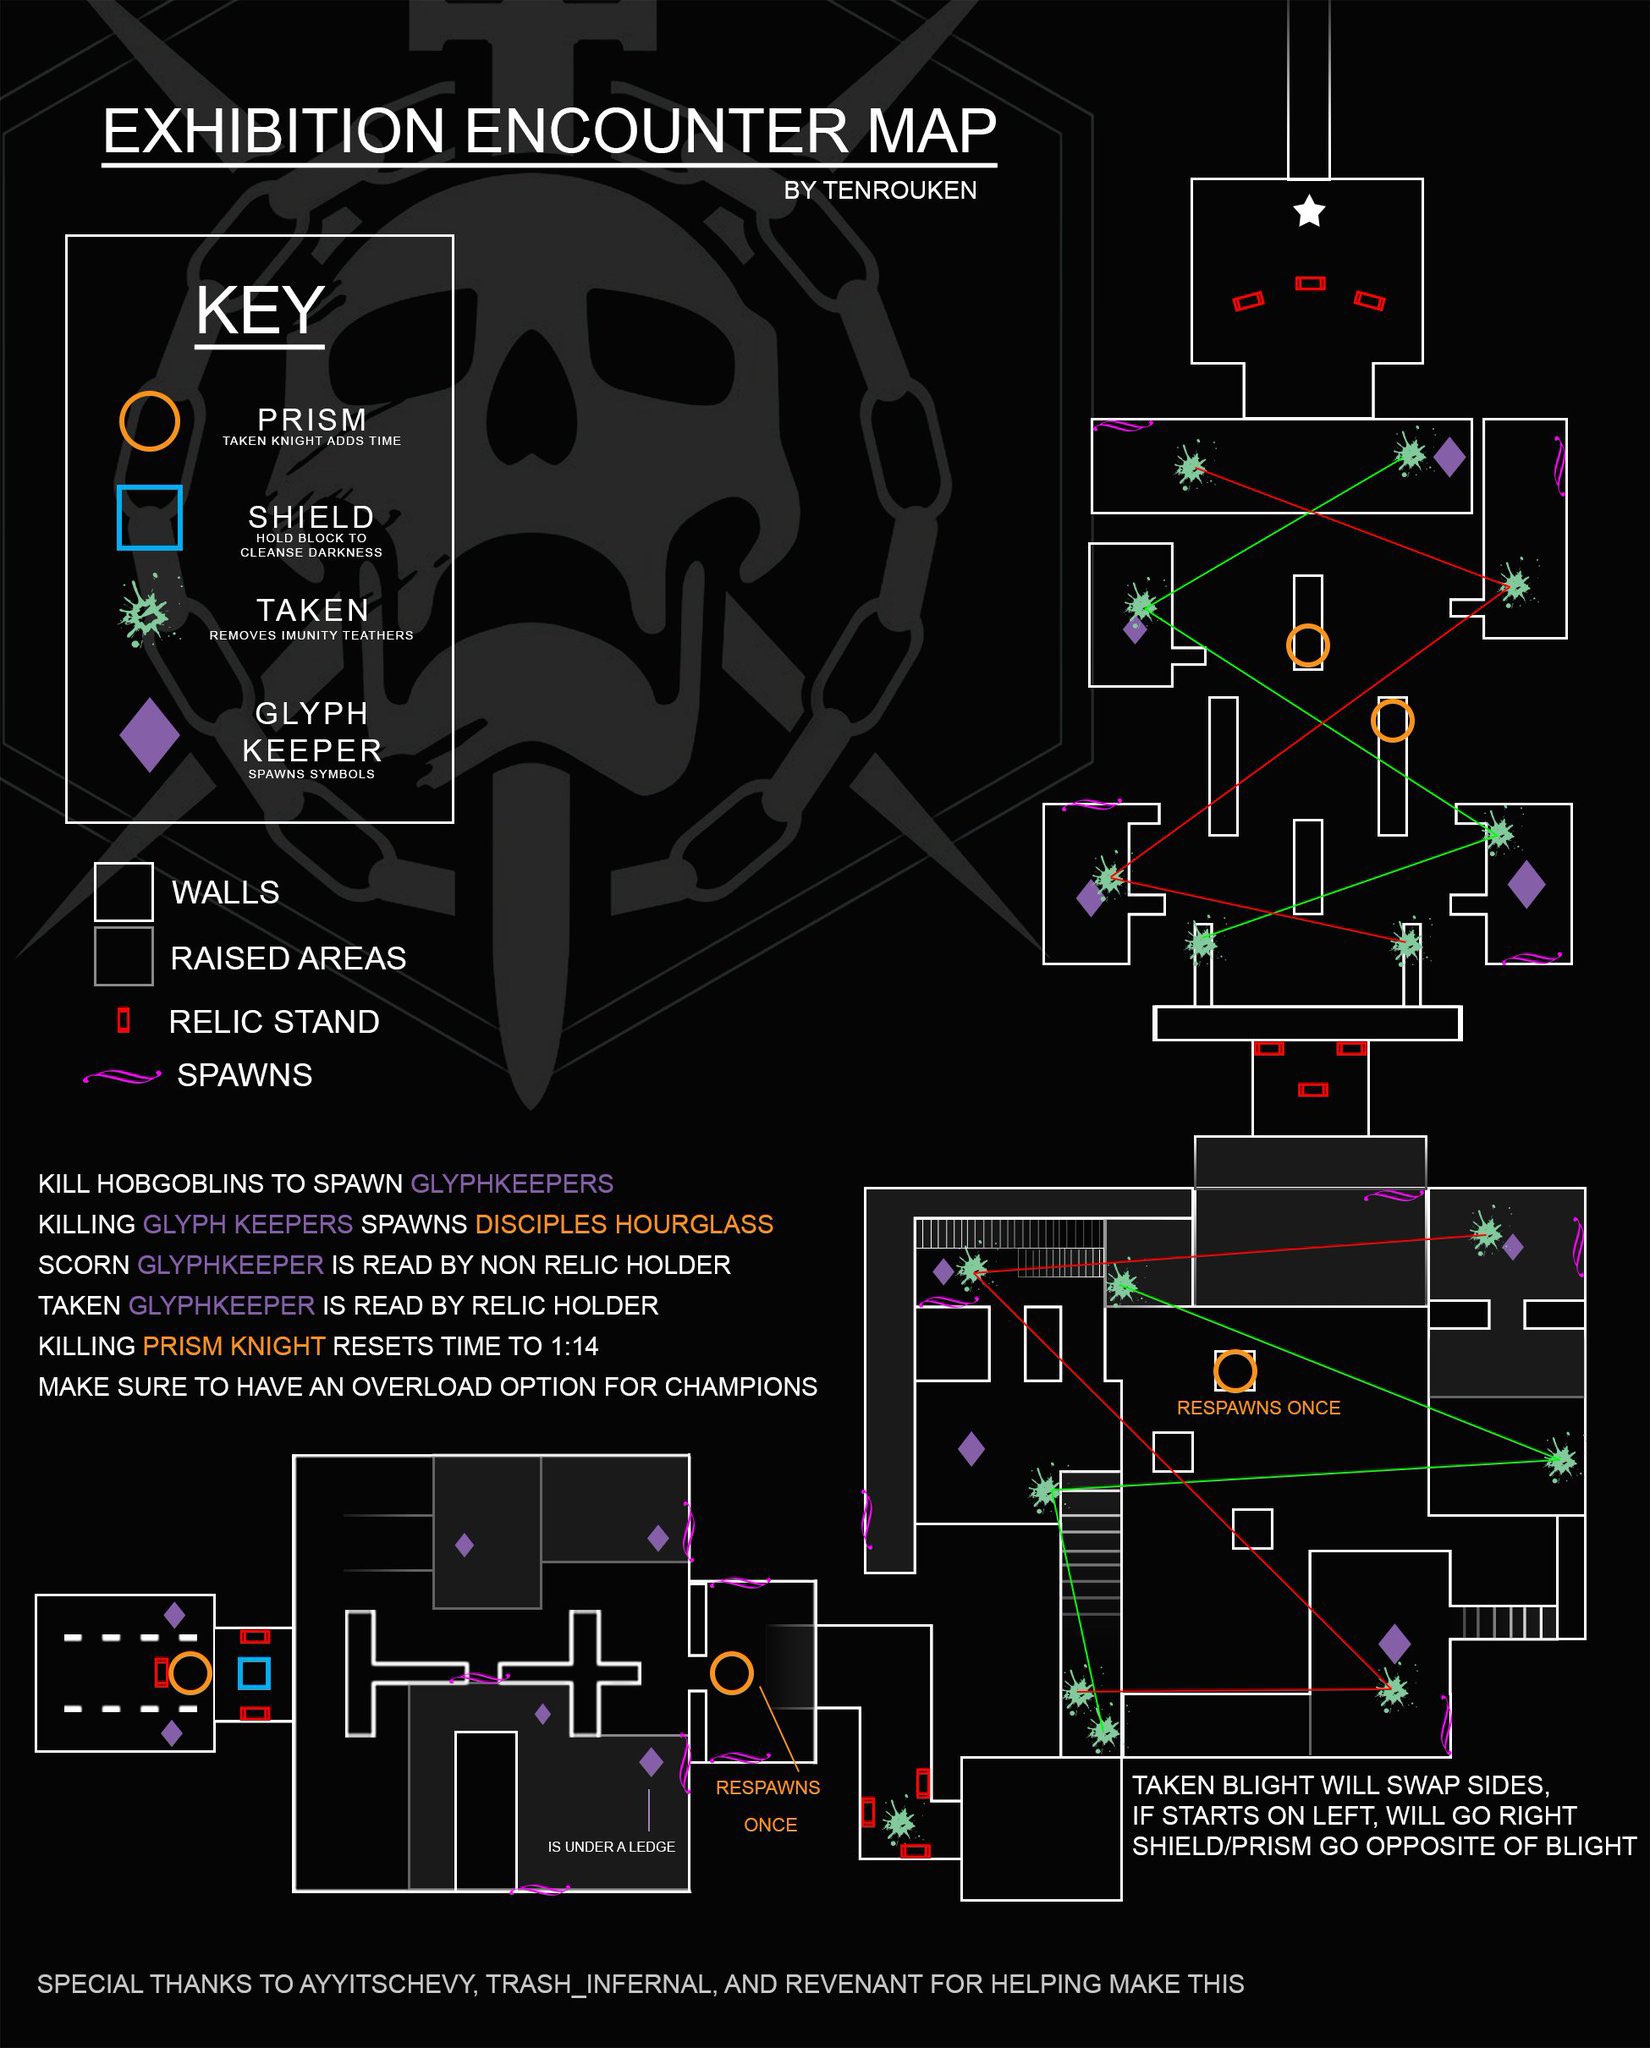 EXHIBITION ENCOUNTER MAP
BY TENROUKEN
KEY
PRISM
TAKEN KNIGHT ADDS TIME
SHIELD
HOLD BLOCK TO
CLEANSE DARKNESS
TAKEN
REMOVES IMUNITY TEATHERS
GLYPH
KEEPER
SPAWNS SYMBOLS
WALLS
RAISED AREAS
RELIC STAND
SPAWNS
KILL HOBGOBLINS TO SPAWN GLYPHKEEPERS
KILLING GLYPH KEEPERS SPAWNS DISCIPLES HOURGLASS
SCORN GLYPHKEEPER IS READ BY NON RELIC HOLDER
TAKEN GLYPHKEEPER IS READ BY RELIC HOLDER
KILLING PRISM KNIGHT RESETS TIME TO 1:14
MAKE SURE TO HAVE AN OVERLOAD OPTION FOR CHAMPIONS
RESPAWNS ONCE
RESPAWNS
ONCE
IS UNDER A LEDGE
TAKEN BLIGHT WILL SWAP SIDES,
IF STARTS ON LEFT, WILL GO RIGHT
SHIELD/PRISM GO OPPOSITE OF BLIGHT
SPECIAL THANKS TO AYYITSCHEVY, TRASH_INFERNAL, AND REVENANT FOR HELPING MAKE THIS